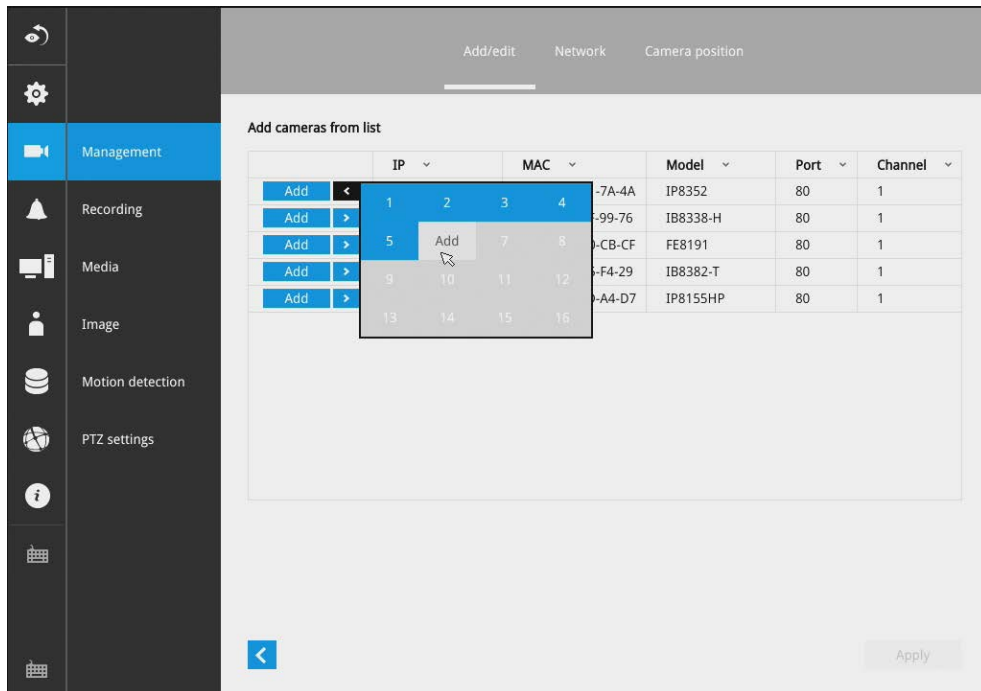 Add/edit Network Camera position
Add cameras from list
Management
IP MAC Model Port Channel
Add -7A-4A IP8352 80 1
1 2 3 4
Recording
Add -99-76 IB8338-H 80 1
5 Add 7 8
Add -CB-CF FE8191 80 1
Media
Add -F4-29 IB8382-T 80 1
9 10 11 12
Add -A4-D7 IP8155HP 80 1
13 14 15 16
Image
Motion detection
PTZ settings
Apply